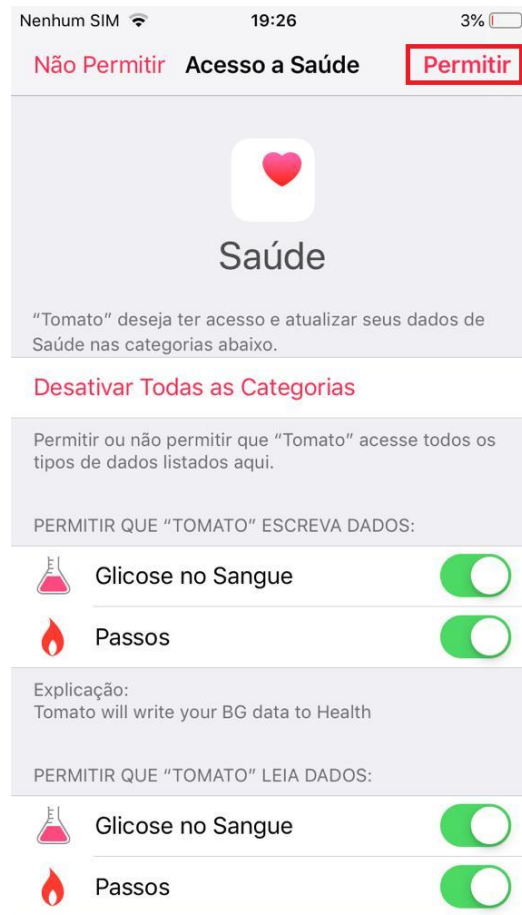 Nenhum SIM 19:26 3%
Não Permitir Acesso a Saúde Permitir
Saúde
“Tomato” deseja ter acesso e atualizar seus dados de
Saúde nas categorias abaixo.
Desativar Todas as Categorias
Permitir ou não permitir que “Tomato” acesse todos os
tipos de dados listados aqui.
PERMITIR QUE “TOMATO” ESCREVA DADOS:
Glicose no Sangue
Passos
Explicação:
Tomato will write your BG data to Health
PERMITIR QUE “TOMATO” LEIA DADOS:
Glicose no Sangue
Passos